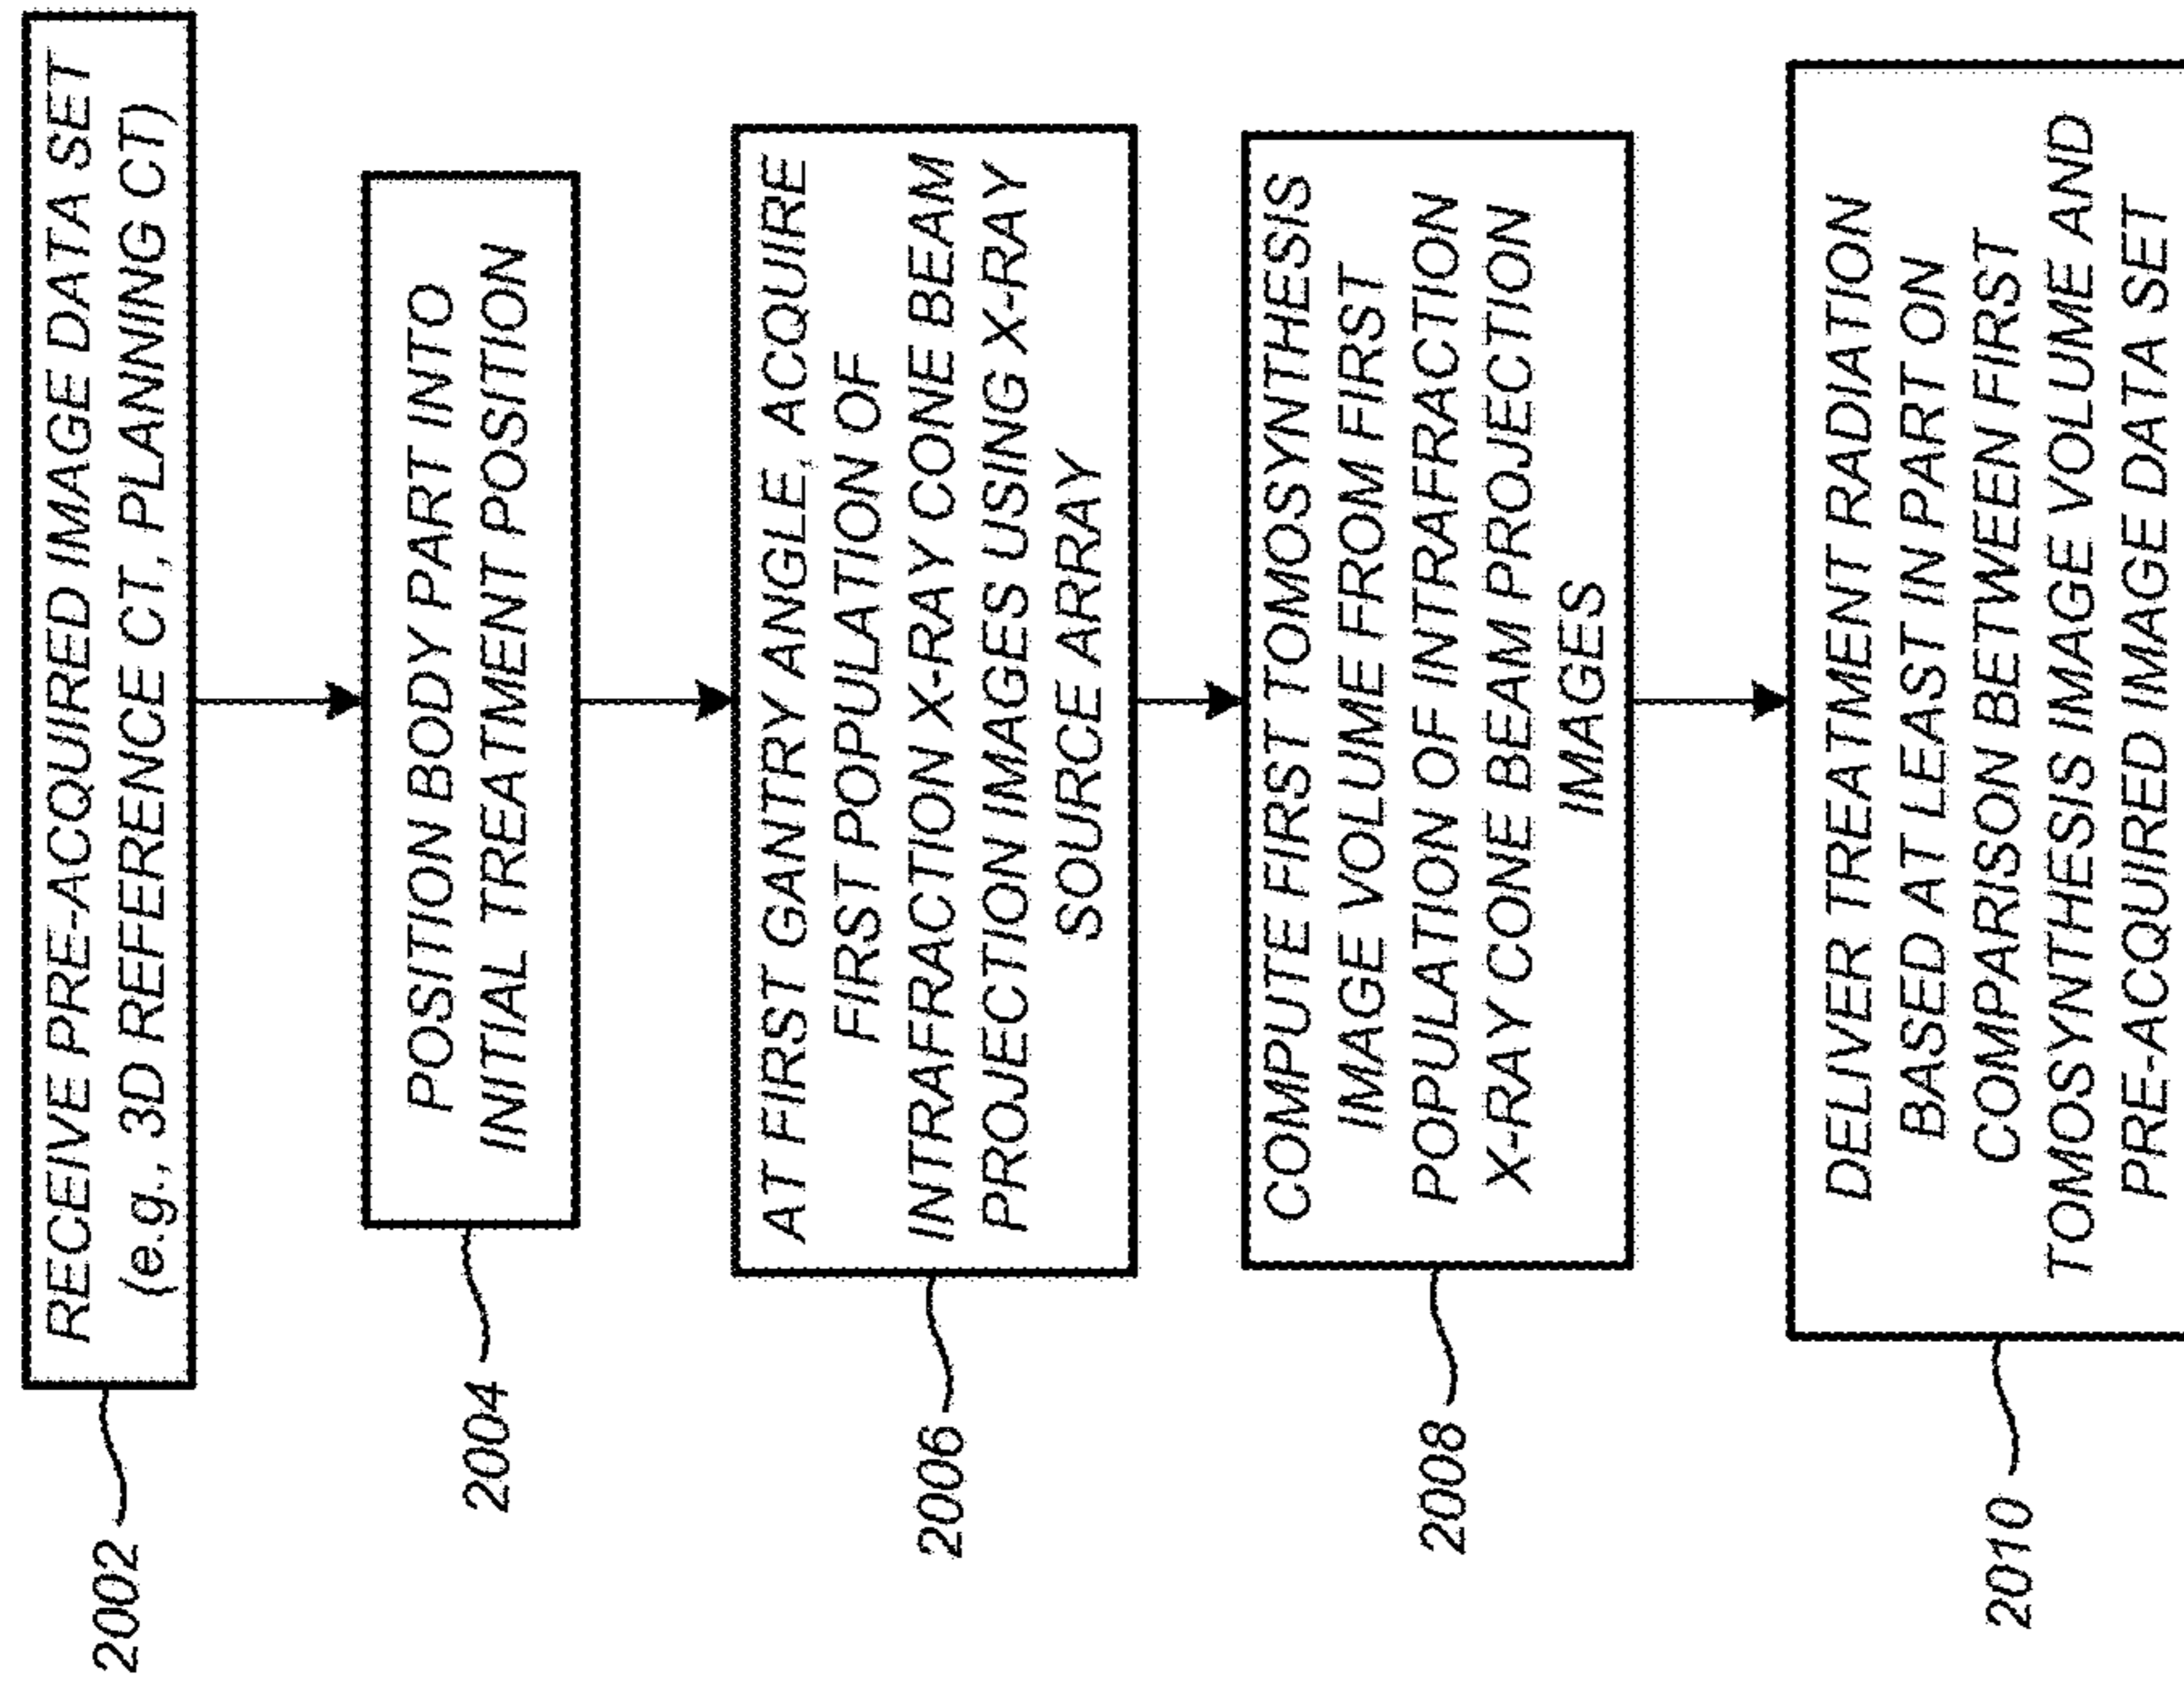 RECEIVE PRE-ACQUIRED IMAGE DATA SET
(e.g., 3D REFERENCE CT, PLANNING CT)
2002
POSITION BODY PART INTO
INITIAL TREATMENT POSITION
2004
AT FIRST GANTRY ANGLE, ACQUIRE
FIRST POPULATION OF
INTRAFRACTION X-RAY CONE BEAM
PROJECTION IMAGES USING X-RAY
SOURCE ARRAY
2006
COMPUTE FIRST TOMOSYNTHESIS
IMAGE VOLUME FROM FIRST
POPULATION OF INTRAFRACTION
X-RAY CONE BEAM PROJECTION
IMAGES
2008
DELIVER TREATMENT RADIATION
BASED AT LEAST IN PART ON
COMPARISON BETWEEN FIRST
TOMOSYNTHESIS IMAGE VOLUME AND
PRE-ACQUIRED IMAGE DATA SET
2010